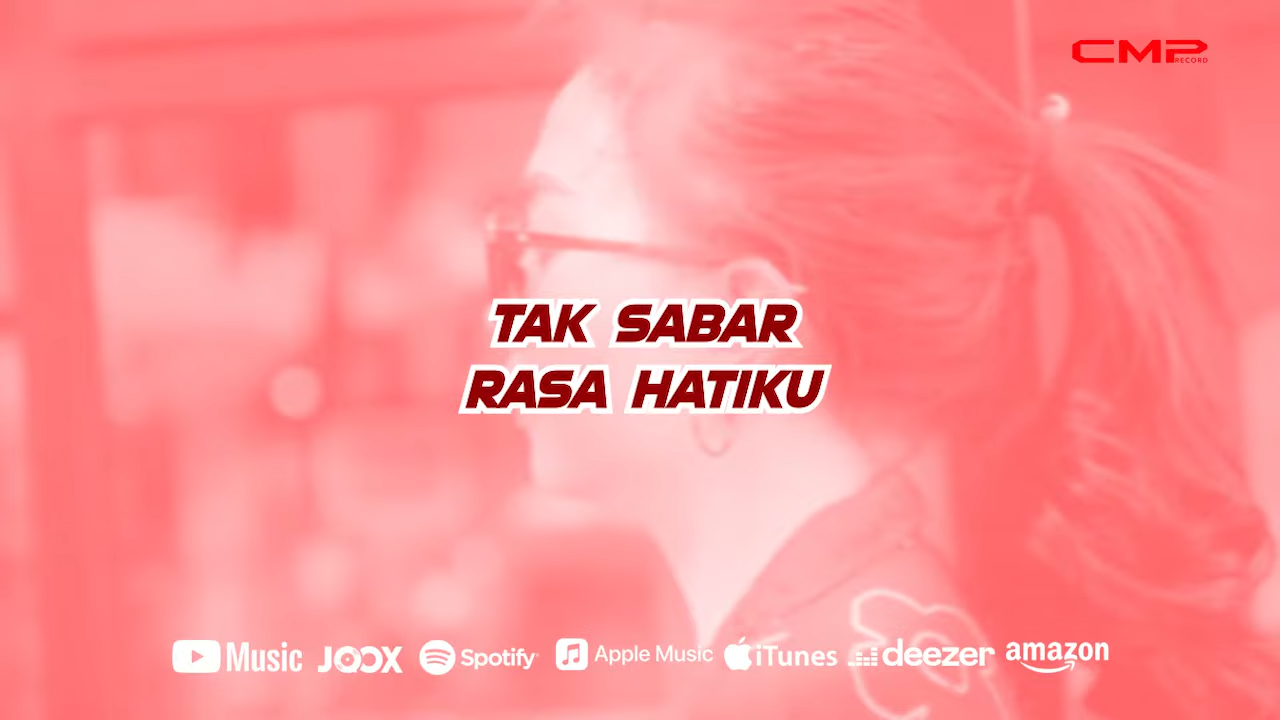 CMP
RECORD
TAK SABAR
RASA HATIKU
Music JOOX Spotify Apple Music iTunes deezer amazon